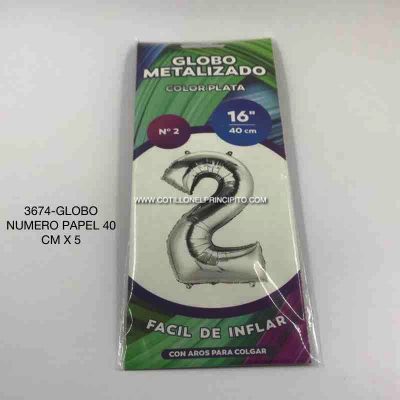 GLOBO
METALIZADO
COLOR PLATA
Nº 2
16"
40 cm
WWW.COTILLONELPRINCIPITO.COM
3674-GLOBO
NUMERO PAPEL 40
CM X 5
FACIL DE INFLAR
CON AROS PARA COLGAR